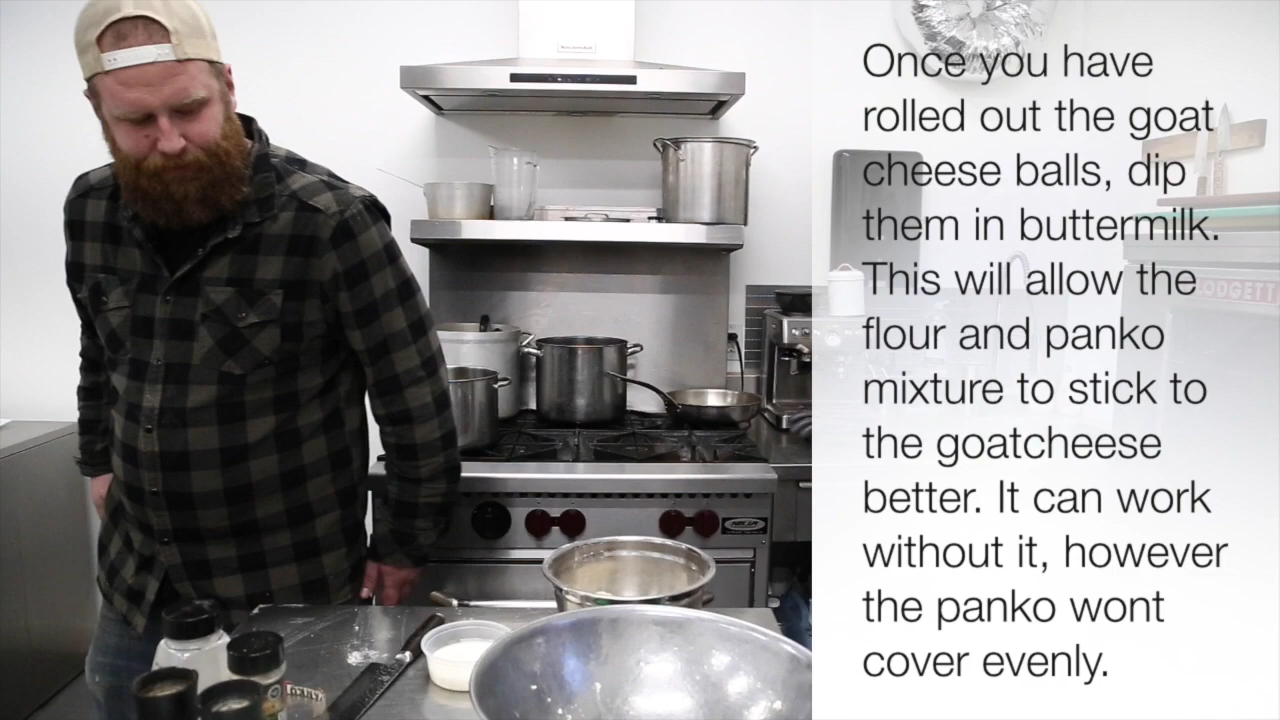 Once you have
rolled out the goat
cheese balls, dip
them in buttermilk.
This will allow the
flour and panko
mixture to stick to
the goatcheese
better. It can work
without it, however
the panko wont
cover evenly.